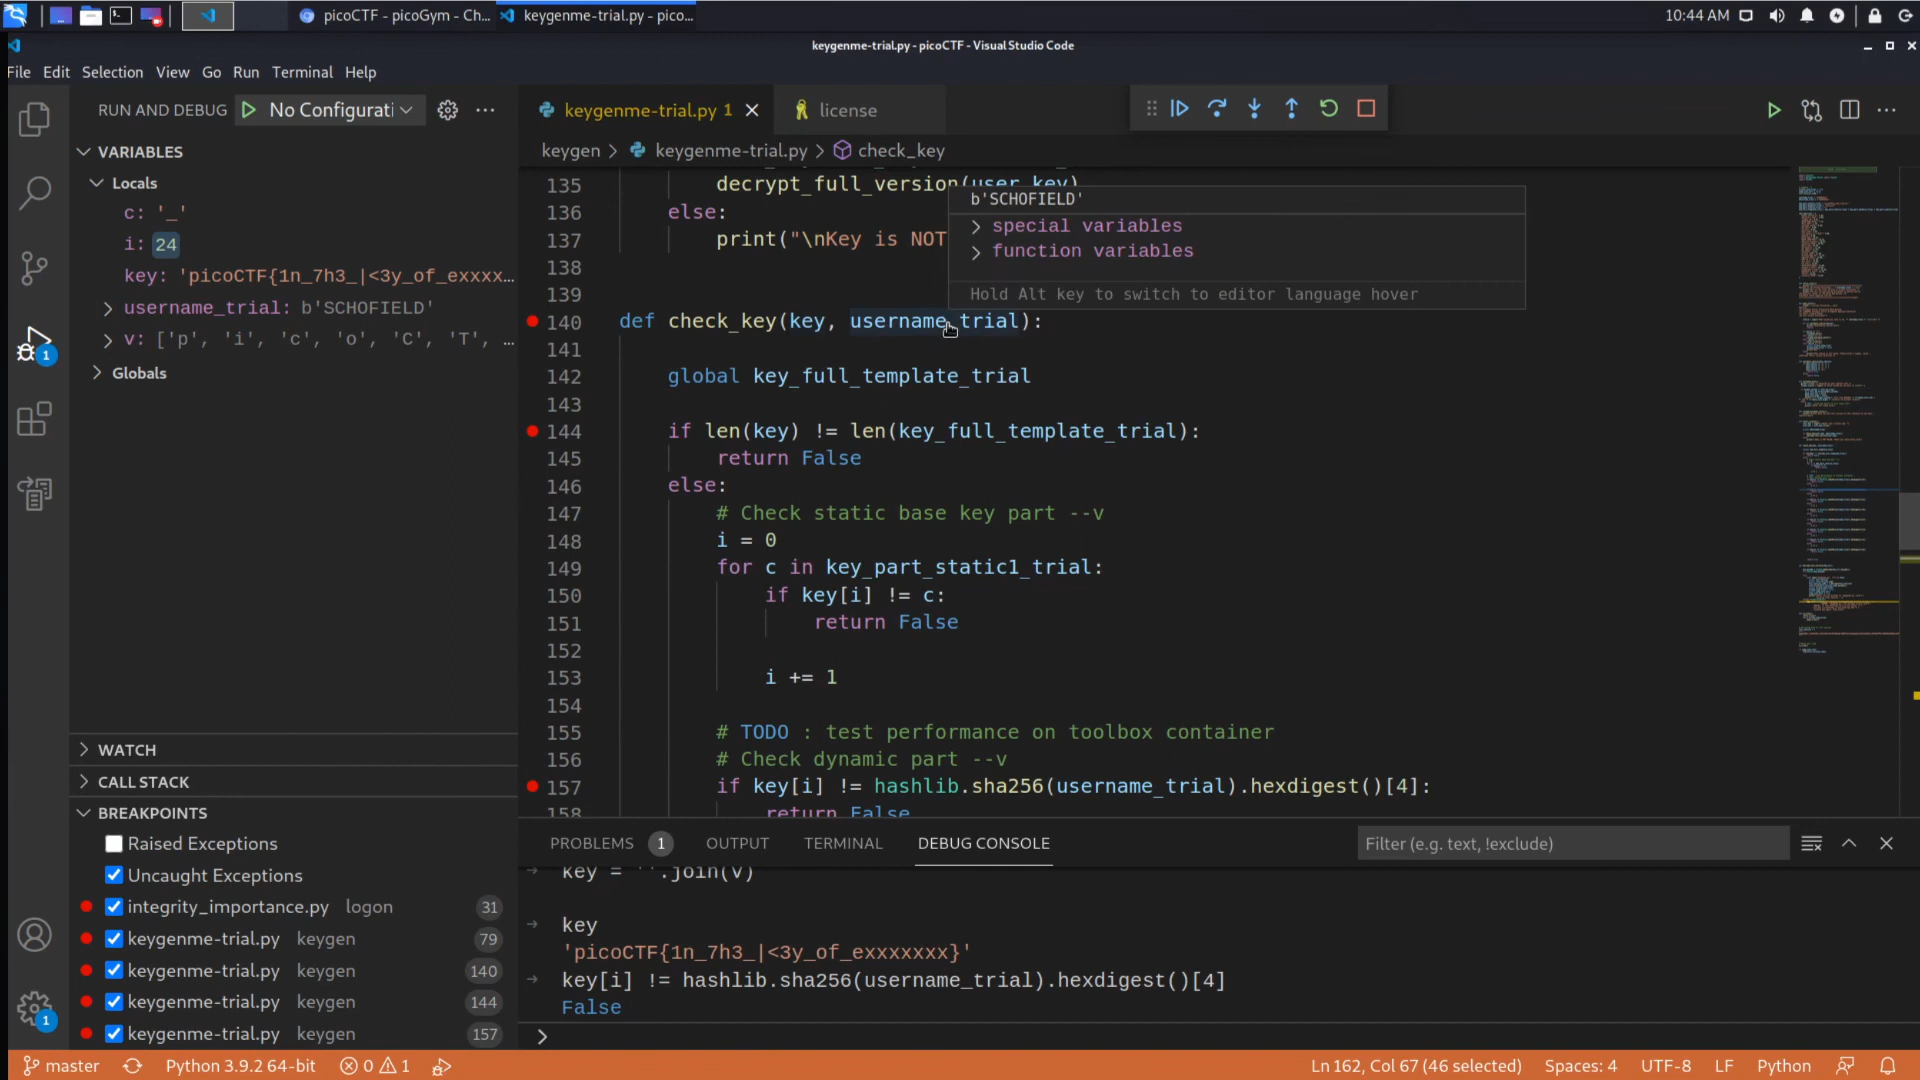 picoCTF - picoGym - Ch...
keygenme-trial.py - pico...
10:44 AM
keygenme-trial.py - picoCTF - Visual Studio Code
File Edit Selection View Go Run Terminal Help
RUN AND DEBUG
No Configurati
keygenme-trial.py 1
license
keygen > keygenme-trial.py > check_key
VARIABLES
Locals
c: '_'
i: 24
key: 'picoCTF{1n_7h3_|<3y_of_exxxx...
username_trial: b'SCHOFIELD'
v: ['p', 'i', 'c', 'o', 'C', 'T', ...
Globals
WATCH
CALL STACK
BREAKPOINTS
Raised Exceptions
Uncaught Exceptions
integrity_importance.py logon 31
keygenme-trial.py keygen 79
keygenme-trial.py keygen 140
keygenme-trial.py keygen 144
keygenme-trial.py keygen 157
1
1
135 decrypt_full_version(user_key)
136 else:
137 print("\nKey is NOT
138
139
140 def check_key(key, username_trial):
141
142 global key_full_template_trial
143
144 if len(key) != len(key_full_template_trial):
145 return False
146 else:
147 # Check static base key part --v
148 i = 0
149 for c in key_part_static1_trial:
150 if key[i] != c:
151 return False
152
153 i += 1
154
155 # TODO : test performance on toolbox container
156 # Check dynamic part --v
157 if key[i] != hashlib.sha256(username_trial).hexdigest()[4]:
158 return False
b'SCHOFIELD'
> special variables
> function variables
Hold Alt key to switch to editor language hover
PROBLEMS 1 OUTPUT TERMINAL DEBUG CONSOLE
Filter (e.g. text, !exclude)
key = ''.join(v)
key
'picoCTF{1n_7h3_|<3y_of_exxxxxxx}'
key[i] != hashlib.sha256(username_trial).hexdigest()[4]
False
>
master Python 3.9.2 64-bit 0 1
Ln 162, Col 67 (46 selected) Spaces: 4 UTF-8 LF Python